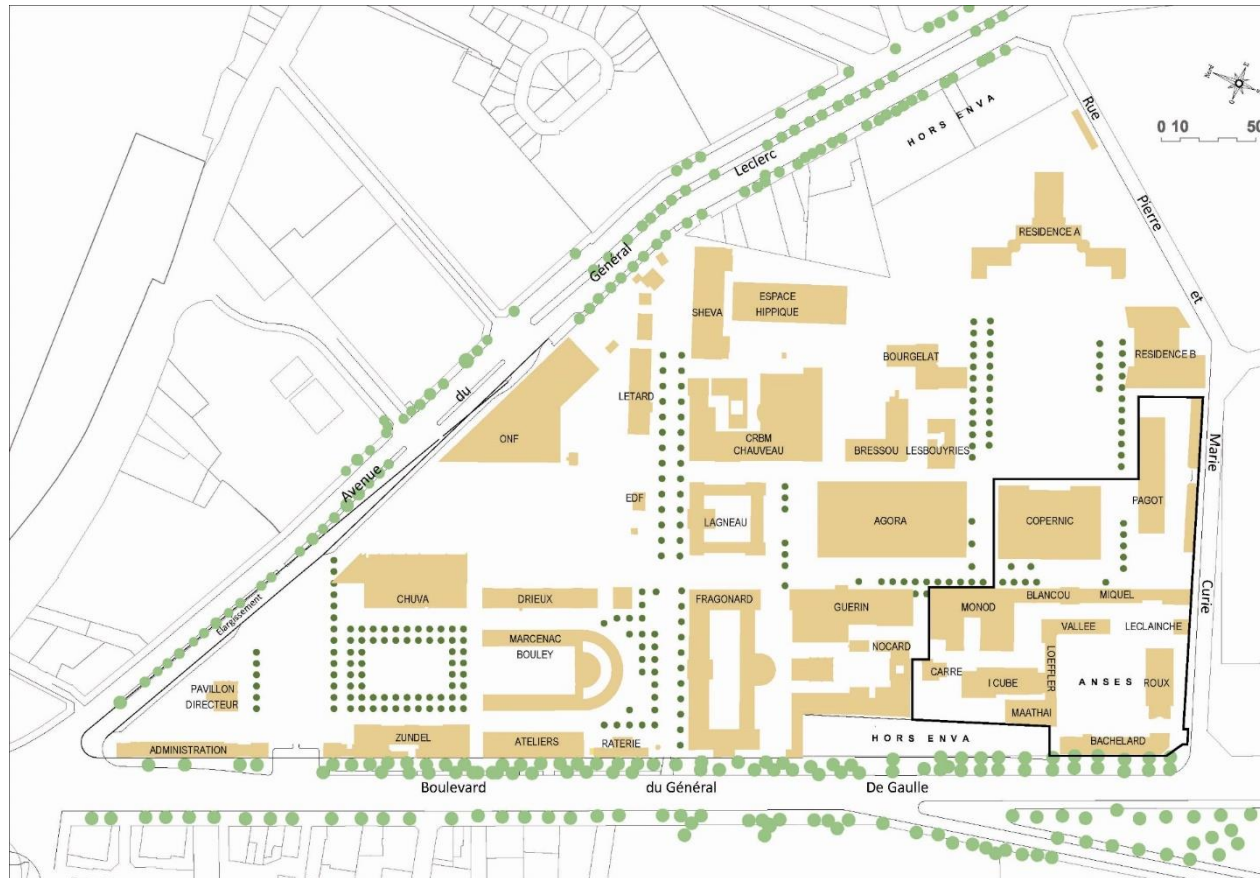 HORS ENVA
Rue
Pierre
et
Marie
Curie
0 10 50
Leclerc
Général
du
Avenue
Elargissement
RESIDENCE A
SHEVA
ESPACE
HIPPIQUE
RESIDENCE B
BOURGELAT
LETARD
ONF
CRBM
CHAUVEAU
BRESSOU
LESBOUYRIES
PAGOT
EDF
LAGNEAU
AGORA
COPERNIC
CHUVA
DRIEUX
FRAGONARD
GUERIN
MONOD
BLANCOU
MIQUEL
MARCENAC
BOULEY
NOCARD
VALLEE
LECLAINCHE
LOEFFLER
CARRE
I CUBE
ANSES
ROUX
PAVILLON
DIRECTEUR
MAATHAI
ADMINISTRATION
ZUNDEL
ATELIERS
RATERIE
HORS ENVA
BACHELARD
Boulevard du Général De Gaulle